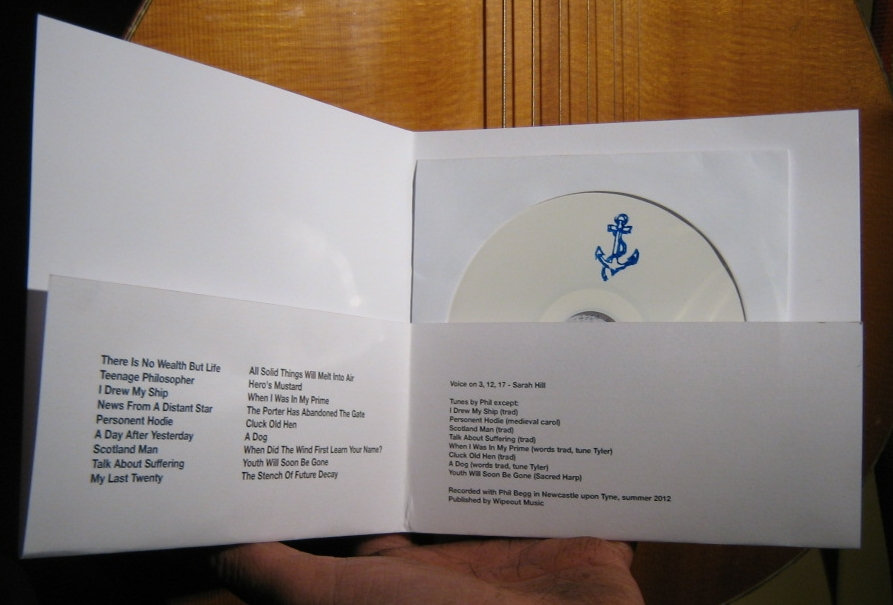 There Is No Wealth But Life
Teenage Philosopher
I Drew My Ship
News From A Distant Star
Personent Hodie
A Day After Yesterday
Scotland Man
Talk About Suffering
My Last Twenty
All Solid Things Will Melt Into Air
Hero's Mustard
When I Was In My Prime
The Porter Has Abandoned The Gate
Cluck Old Hen
A Dog
When Did The Wind First Learn Your Name?
Youth Will Soon Be Gone
The Stench Of Future Decay
Voice on 3, 12, 17 - Sarah Hill
Tunes by Phil except:
I Drew My Ship (trad)
Personent Hodie (medieval carol)
Scotland Man (trad)
Talk About Suffering (trad)
When I Was In My Prime (words trad, tune Tyler)
Cluck Old Hen (trad)
A Dog (words trad, tune Tyler)
Youth Will Soon Be Gone (Sacred Harp)
Recorded with Phil Begg in Newcastle upon Tyne, summer 2012
Published by Wipeout Music